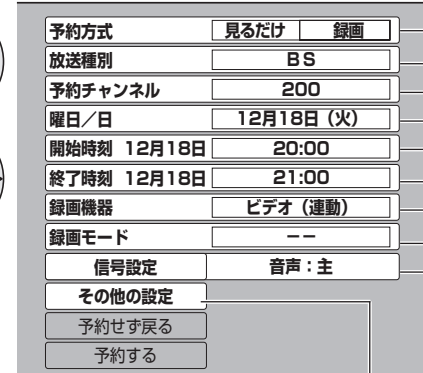 予約方式 見るだけ 録画
放送種別 BS
予約チャンネル 200
曜日／日 12月18日（火）
開始時刻 12月18日 20:00
終了時刻 12月18日 21:00
録画機器 ビデオ（連動）
録画モード −−
信号設定 音声：主
その他の設定
予約せず戻る
予約する